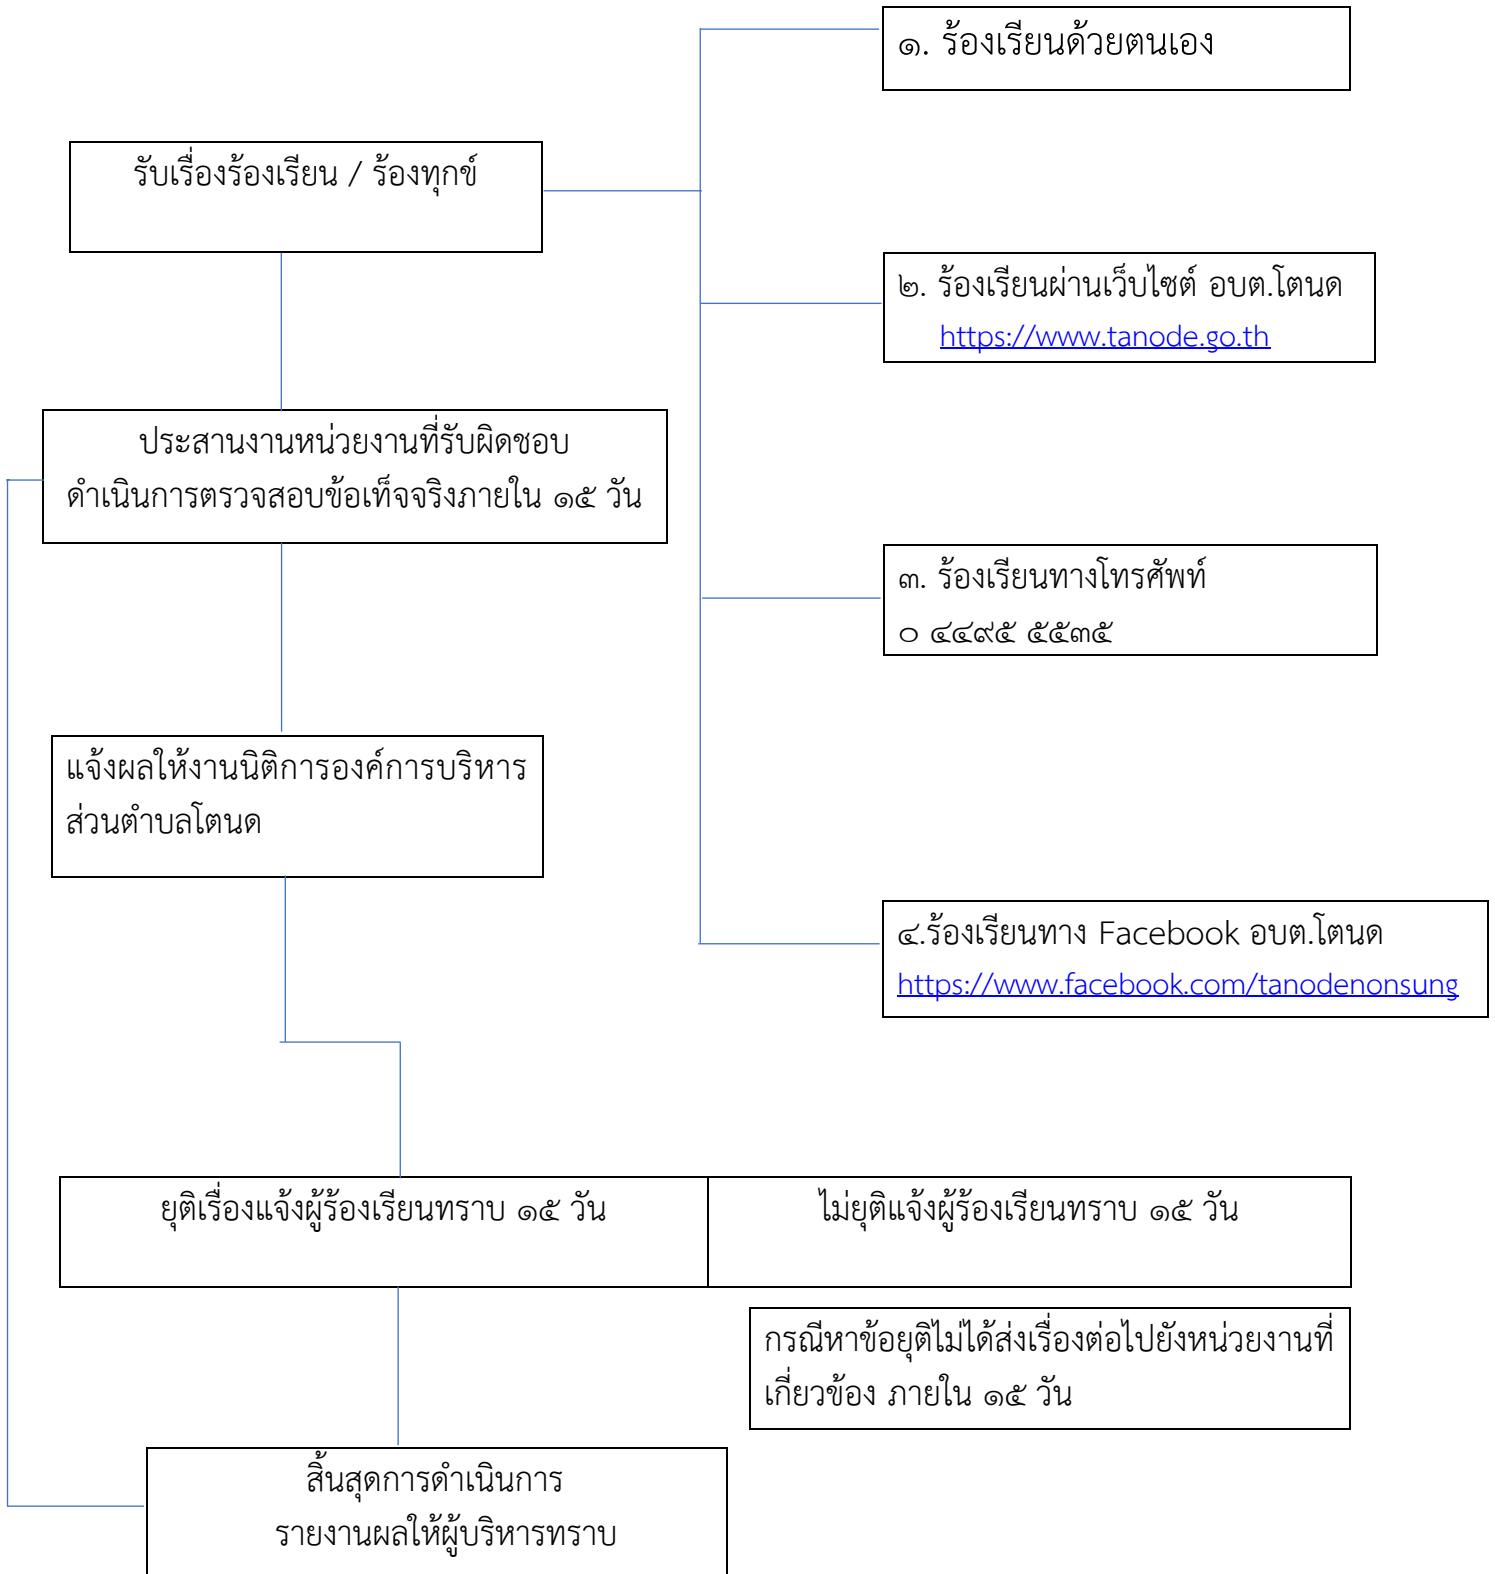 ๑. ร้องเรียนด้วยตนเอง
รับเรื่องร้องเรียน / ร้องทุกข์
๒. ร้องเรียนผ่านเว็บไซต์ อบต.โตนด
https://www.tanode.go.th
ประสานงานหน่วยงานที่รับผิดชอบ
ดำเนินการตรวจสอบข้อเท็จจริงภายใน ๑๕ วัน
๓. ร้องเรียนทางโทรศัพท์
๐ ๔๔๙๕ ๕๕๓๕
แจ้งผลให้งานนิติการองค์การบริหาร
ส่วนตำบลโตนด
๔.ร้องเรียนทาง Facebook อบต.โตนด
https://www.facebook.com/tanodenonsung
ยุติเรื่องแจ้งผู้ร้องเรียนทราบ ๑๕ วัน
ไม่ยุติแจ้งผู้ร้องเรียนทราบ ๑๕ วัน
กรณีหาข้อยุติไม่ได้ส่งเรื่องต่อไปยังหน่วยงานที่
เกี่ยวข้อง ภายใน ๑๕ วัน
สิ้นสุดการดำเนินการ
รายงานผลให้ผู้บริหารทราบ